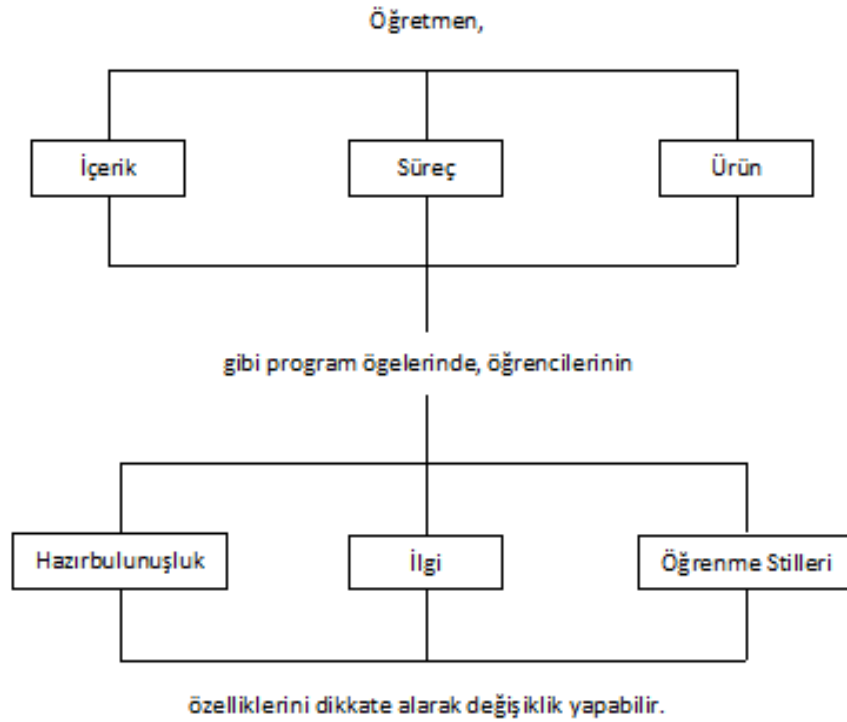 Öğretmen,
İçerik
Süreç
Ürün
gibi program ögelerinde, öğrencilerinin
Hazırbulunuşluk
İlgi
Öğrenme Stilleri
özelliklerini dikkate alarak değişiklik yapabilir.